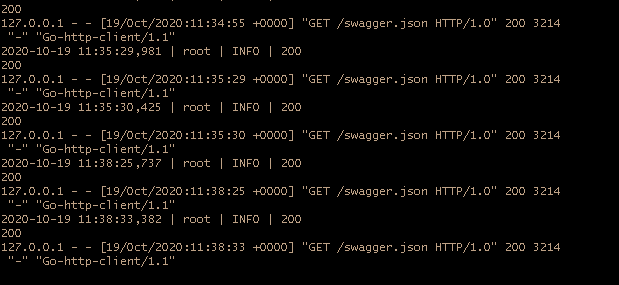 200
127.0.0.1 - - [19/Oct/2020:11:34:55 +0000] "GET /swagger.json HTTP/1.0" 200 3214
"-" "Go-http-client/1.1"
2020-10-19 11:35:29,981 | root | INFO | 200
200
127.0.0.1 - - [19/Oct/2020:11:35:29 +0000] "GET /swagger.json HTTP/1.0" 200 3214
"-" "Go-http-client/1.1"
2020-10-19 11:35:30,425 | root | INFO | 200
200
127.0.0.1 - - [19/Oct/2020:11:35:30 +0000] "GET /swagger.json HTTP/1.0" 200 3214
"-" "Go-http-client/1.1"
2020-10-19 11:38:25,737 | root | INFO | 200
200
127.0.0.1 - - [19/Oct/2020:11:38:25 +0000] "GET /swagger.json HTTP/1.0" 200 3214
"-" "Go-http-client/1.1"
2020-10-19 11:38:33,382 | root | INFO | 200
200
127.0.0.1 - - [19/Oct/2020:11:38:33 +0000] "GET /swagger.json HTTP/1.0" 200 3214
"-" "Go-http-client/1.1"